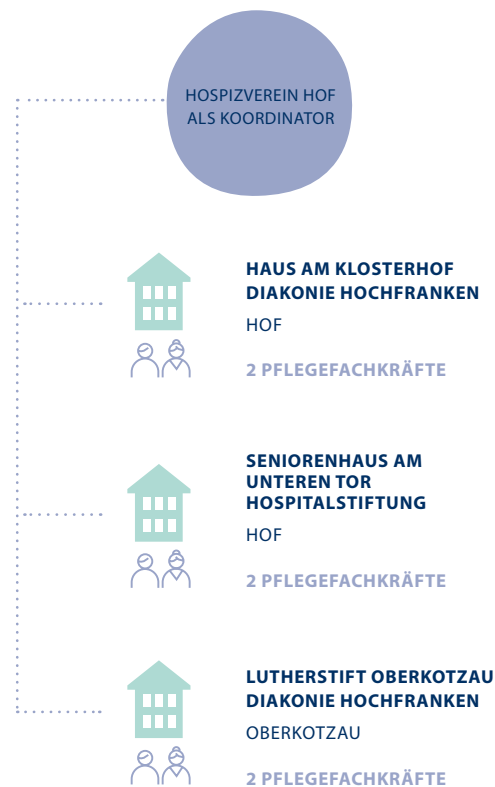 HOSPIZVEREIN HOF
ALS KOORDINATOR
HAUS AM KLOSTERHOF
DIAKONIE HOCHFRANKEN
HOF
2 PFLEGEFACHKRÄFTE
SENIORENHAUS AM
UNTEREN TOR
HOSPITALSTIFTUNG
HOF
2 PFLEGEFACHKRÄFTE
LUTHERSTIFT OBERKOTZAU
DIAKONIE HOCHFRANKEN
OBERKOTZAU
2 PFLEGEFACHKRÄFTE